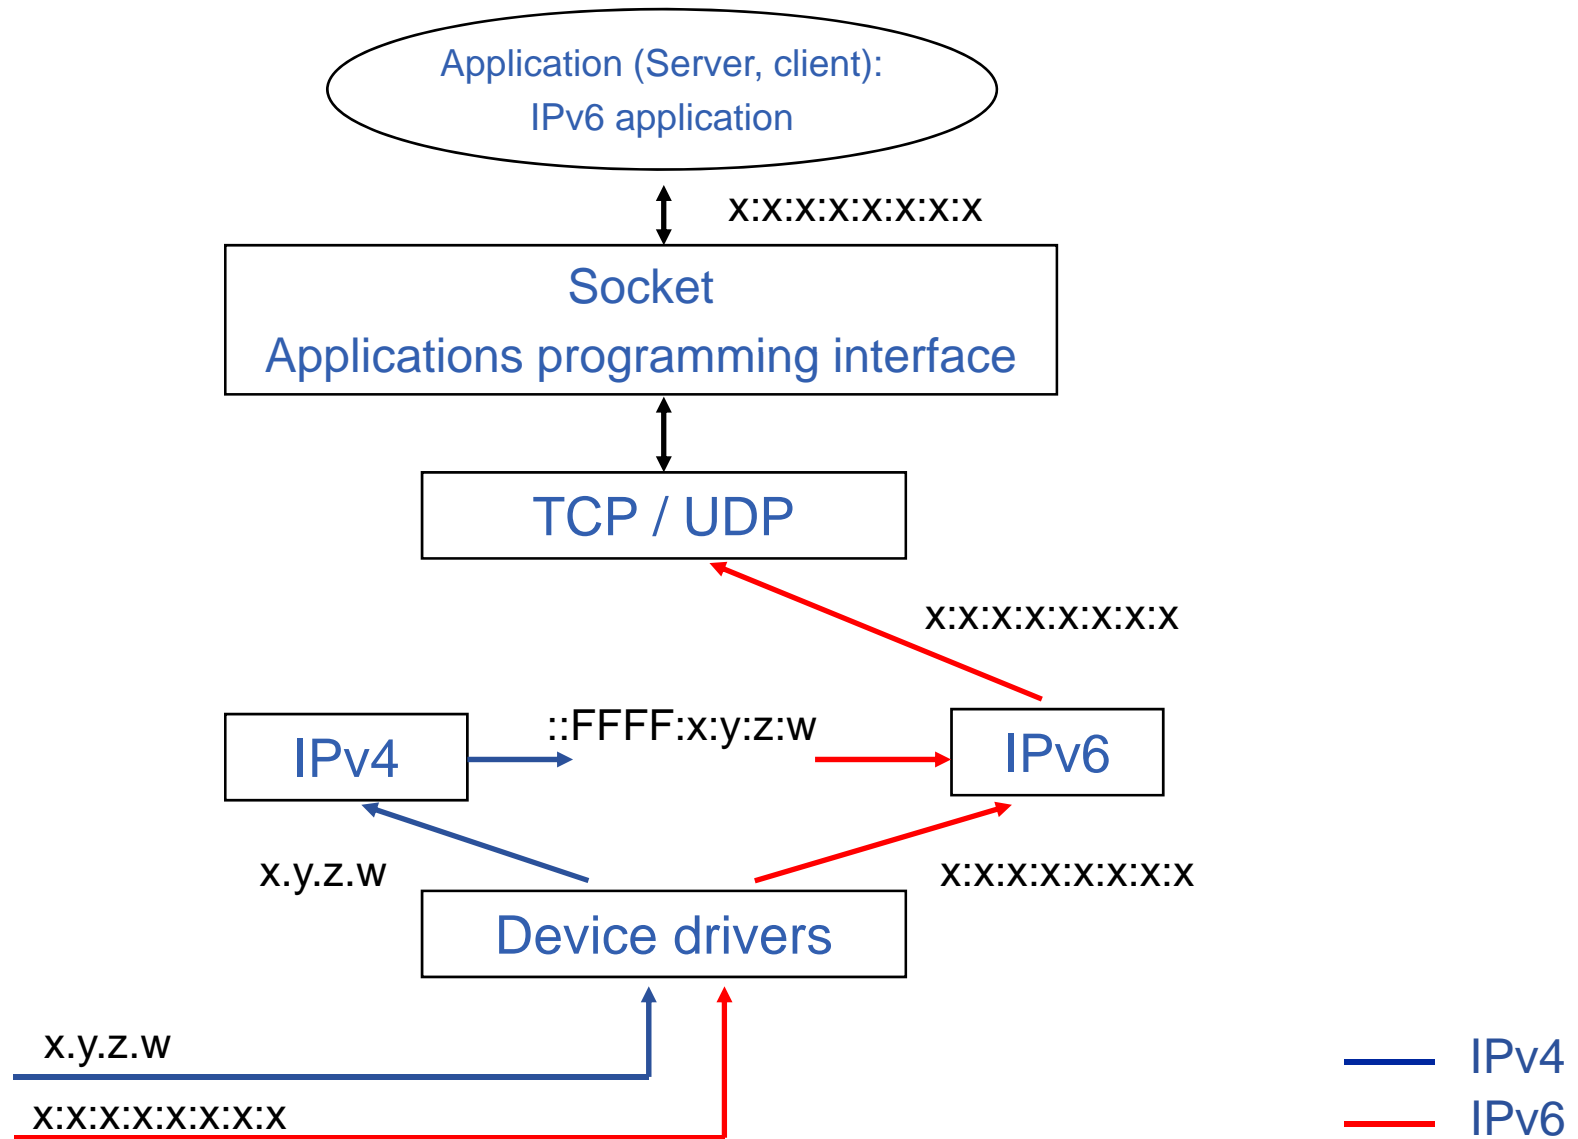 Application (Server, client):
IPv6 application
x:x:x:x:x:x:x:x
Socket
Applications programming interface
TCP / UDP
x:x:x:x:x:x:x:x
::FFFF:x:y:z:w
IPv4
IPv6
x.y.z.w
x:x:x:x:x:x:x:x
Device drivers
x.y.z.w
x:x:x:x:x:x:x:x
IPv4
IPv6